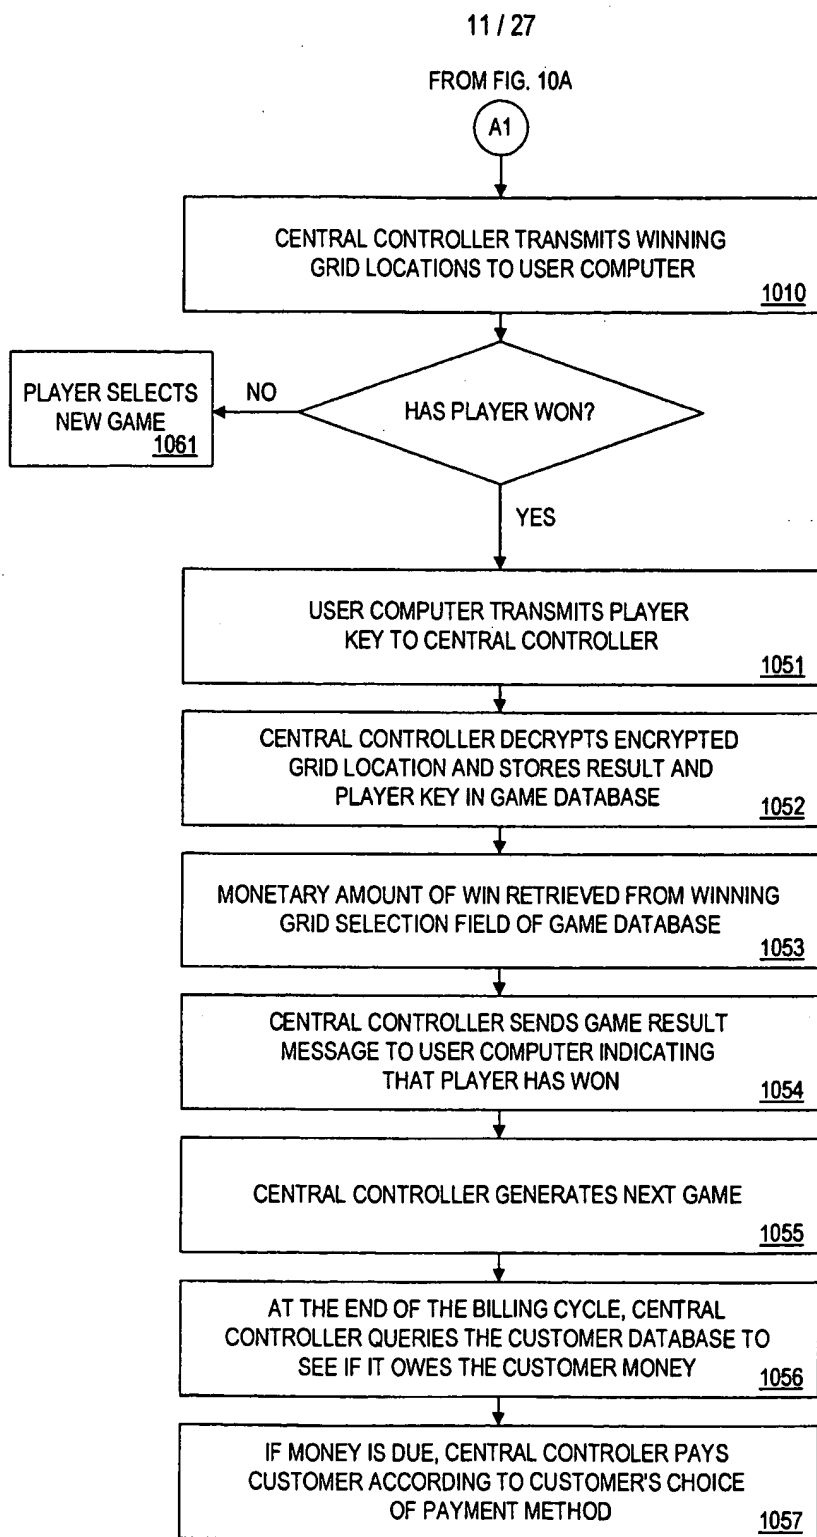 11 / 27
FROM FIG. 10A
A1
CENTRAL CONTROLLER TRANSMITS WINNING
GRID LOCATIONS TO USER COMPUTER
1010
PLAYER SELECTS
NEW GAME
1061
NO
HAS PLAYER WON?
YES
USER COMPUTER TRANSMITS PLAYER
KEY TO CENTRAL CONTROLLER
1051
CENTRAL CONTROLLER DECRYPTS ENCRYPTED
GRID LOCATION AND STORES RESULT AND
PLAYER KEY IN GAME DATABASE
1052
MONETARY AMOUNT OF WIN RETRIEVED FROM WINNING
GRID SELECTION FIELD OF GAME DATABASE
1053
CENTRAL CONTROLLER SENDS GAME RESULT
MESSAGE TO USER COMPUTER INDICATING
THAT PLAYER HAS WON
1054
CENTRAL CONTROLLER GENERATES NEXT GAME
1055
AT THE END OF THE BILLING CYCLE, CENTRAL
CONTROLLER QUERIES THE CUSTOMER DATABASE TO
SEE IF IT OWES THE CUSTOMER MONEY
1056
IF MONEY IS DUE, CENTRAL CONTROLER PAYS
CUSTOMER ACCORDING TO CUSTOMER'S CHOICE
OF PAYMENT METHOD
1057